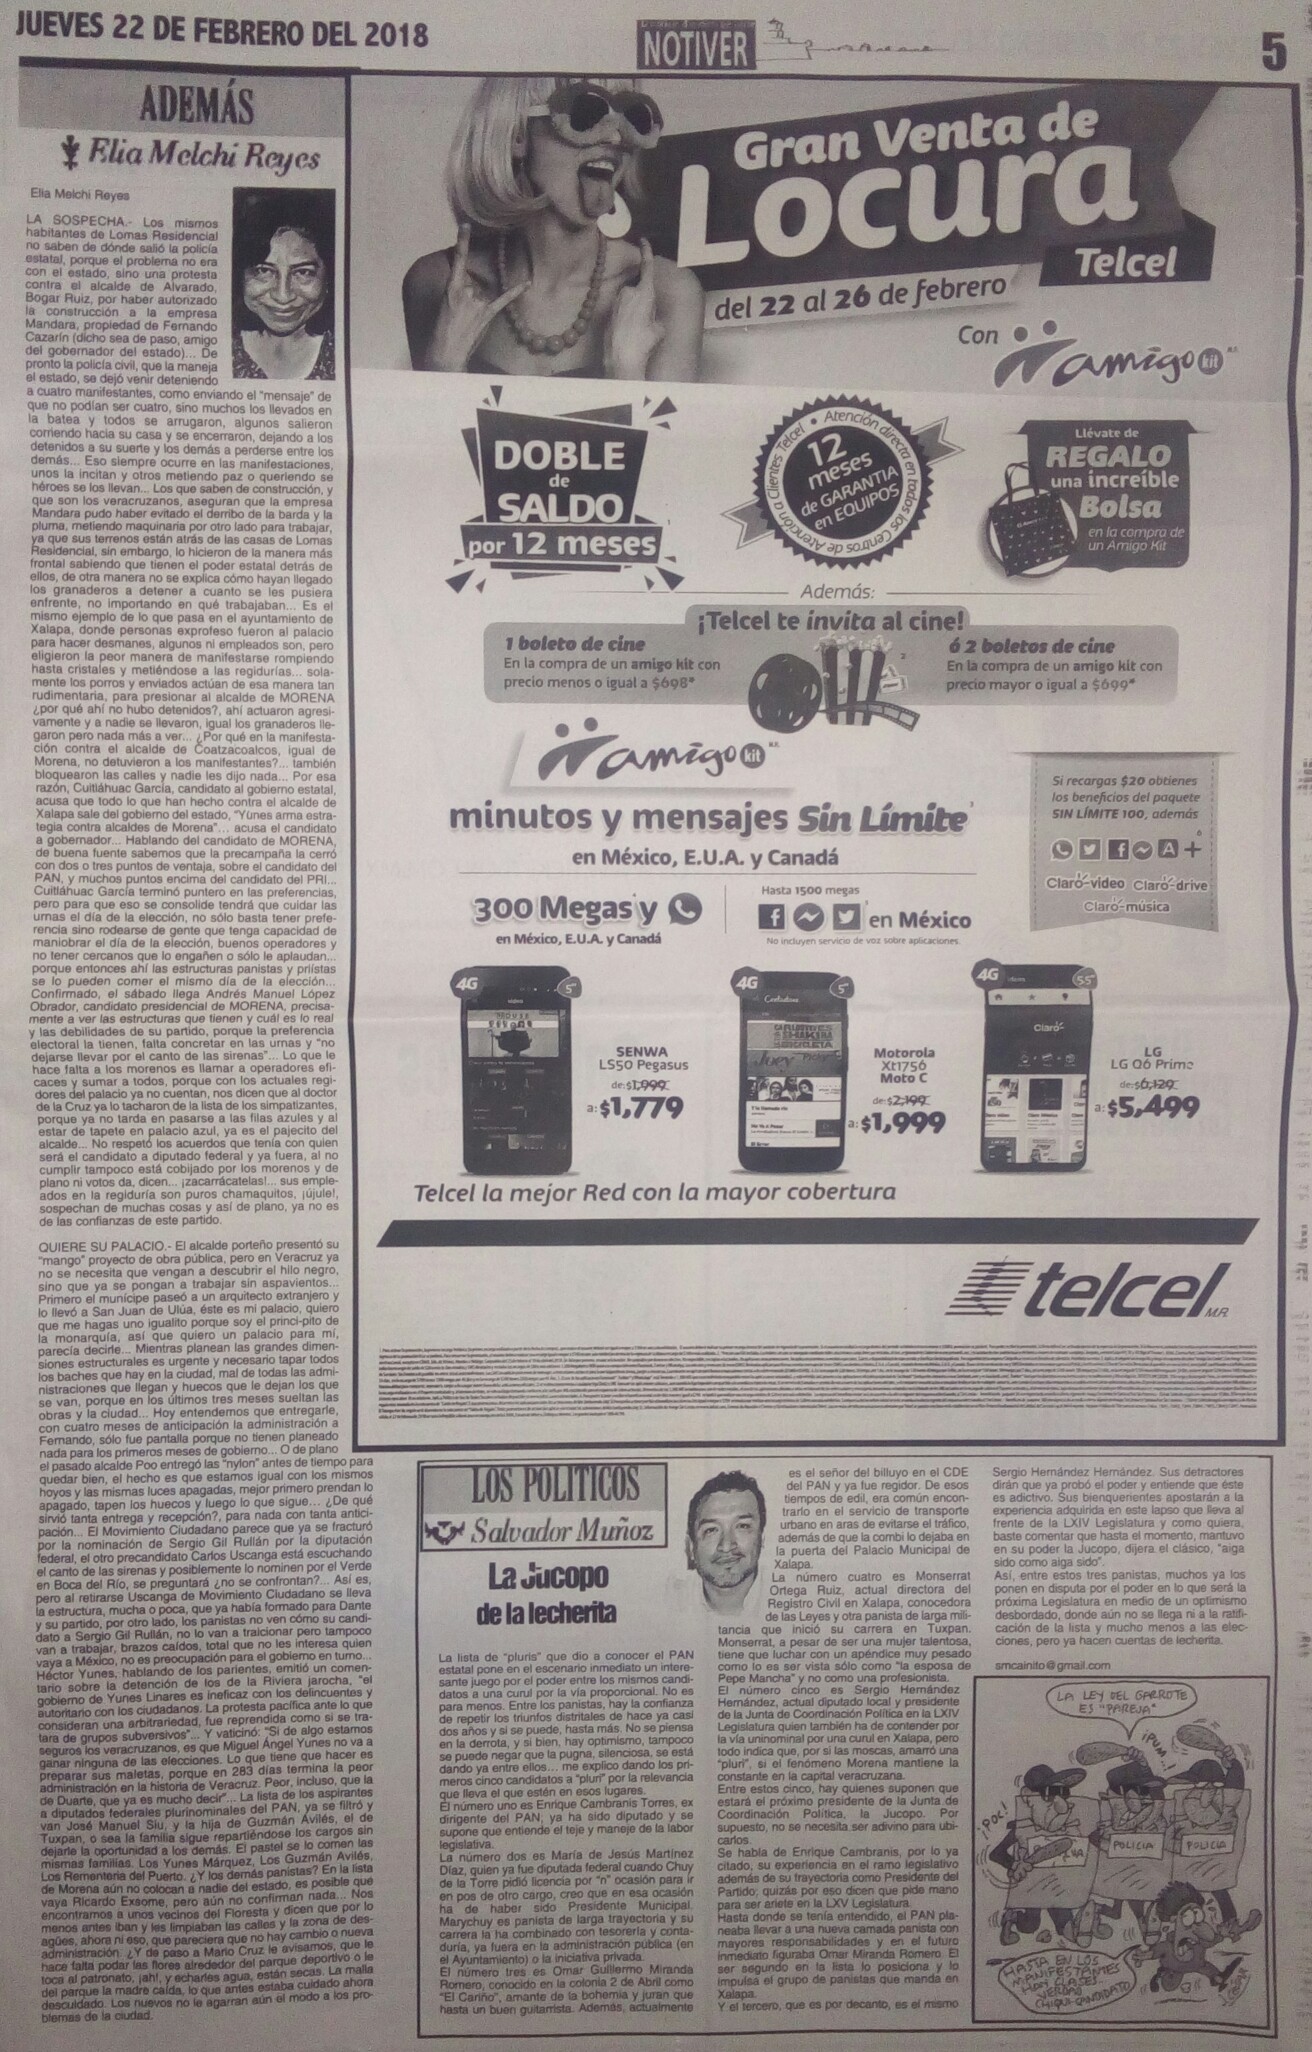 JUEVES 22 DE FEBRERO DEL 2018
NOTIVER
5
ADEMÁS
Elia Melchi Reyes
Elia Melchi Reyes
LA SOSPECHA.- Los mismos
habitantes de Lomas Residencial
no saben de dónde salió la policía
estatal, porque el problema no era
con el estado, sino una protesta
contra el alcalde de Alvarado,
Bogar Ruiz, por haber autorizado
la construcción a la empresa
Mandara, propiedad de Fernando
Cazarín (dicho sea de paso, amigo
del gobernador del estado)... De
pronto la policía civil, que la maneja
el estado, se dejó venir deteniendo
a cuatro manifestantes, como enviando el "mensaje" de
que no podían ser cuatro, sino muchos los llevados en
la batea y todos se arrugaron, algunos salieron
corriendo hacia su casa y se encerraron, dejando a los
detenidos a su suerte y los demás a perderse entre los
demás... Eso siempre ocurre en las manifestaciones,
unos la incitan y otros metiendo paz o queriendo se
héroes se los llevan... Los que saben de construcción, y
que son los veracruzanos, aseguran que la empresa
Mandara pudo haber evitado el derribo de la barda y la
pluma, metiendo maquinaria por otro lado para trabajar,
ya que sus terrenos están atrás de las casas de Lomas
Residencial, sin embargo, lo hicieron de la manera más
frontal sabiendo que tienen el poder estatal detrás de
ellos, de otra manera no se explica cómo hayan llegado
los granaderos a detener a cuanto se les pusiera
enfrente, no importando en qué trabajaban... Es el
mismo ejemplo de lo que pasa en el ayuntamiento de
Xalapa, donde personas exprofeso fueron al palacio
para hacer desmanes, algunos ni empleados son, pero
eligieron la peor manera de manifestarse rompiendo
hasta cristales y metiéndose a las regidurías... sola-
mente los porros y enviados actúan de esa manera tan
rudimentaria, para presionar al alcalde de MORENA
¿por qué ahí no hubo detenidos?, ahí actuaron agresi-
vamente y a nadie se llevaron, igual los granaderos lle-
garon pero nada más a ver... ¿Por qué en la manifesta-
ción contra el alcalde de Coatzacoalcos, igual de
Morena, no detuvieron a los manifestantes?... también
bloquearon las calles y nadie les dijo nada... Por esa
razón, Cuitláhuac García, candidato al gobierno estatal,
acusa que todo lo que han hecho contra el alcalde de
Xalapa sale del gobierno del estado, "Yúnes arma estra-
tegia contra alcaldes de Morena"... acusa el candidato
a gobernador... Hablando del candidato de MORENA,
de buena fuente sabemos que la precampaña la cerró
con dos o tres puntos de ventaja, sobre el candidato del
PAN, y muchos puntos encima del candidato del PRI...
Cuitláhuac García terminó puntero en las preferencias,
pero para que eso se consolide tendrá que cuidar las
urnas el día de la elección, no sólo basta tener prefe-
rencia sino rodearse de gente que tenga capacidad de
maniobrar el día de la elección, buenos operadores y
no tener cercanos que lo engañen o sólo le aplaudan...
porque entonces ahí las estructuras panistas y priístas
se lo pueden comer el mismo día de la elección...
Confirmado, el sábado llega Andrés Manuel López
Obrador, candidato presidencial de MORENA, precisa-
mente a ver las estructuras que tienen y cuál es lo real
y las debilidades de su partido, porque la preferencia
electoral la tienen, falta concretar en las urnas y "no
dejarse llevar por el canto de las sirenas"... Lo que le
hace falta a los morenos es llamar a operadores efi-
caces y sumar a todos, porque con los actuales regi-
dores del palacio ya no cuentan, nos dicen que al doctor
de la Cruz ya lo tacharon de la lista de los simpatizantes,
porque ya no tarda en pasarse a las filas azules y al
estar de tapete en palacio azul, ya es el pajecito del
alcalde... No respetó los acuerdos que tenía con quien
será el candidato a diputado federal y ya fuera, al no
cumplir tampoco está cobijado por los morenos y de
plano ni votos da, dicen... ¡zacarrácatelas!... sus emple-
ados en la regiduría son puros chamaquitos, ¡újule!,
sospechan de muchas cosas y así de plano, ya no es
de las confianzas de este partido.
QUIERE SU PALACIO.- El alcalde porteño presentó su
"mango" proyecto de obra pública, pero en Veracruz ya
no se necesita que vengan a descubrir el hilo negro,
sino que ya se pongan a trabajar sin aspavientos...
Primero el munícipe paseó a un arquitecto extranjero y
lo llevó a San Juan de Ulúa, éste es mi palacio, quiero
que me hagas uno igualito porque soy el princi-pito de
la monarquía, así que quiero un palacio para mí,
parecía decirle... Mientras planean las grandes dimen-
siones estructurales es urgente y necesario tapar todos
los baches que hay en la ciudad, mal de todas las admi-
nistraciones que llegan y huecos que le dejan los que
se van, porque en los últimos tres meses sueltan las
obras y la ciudad... Hoy entendemos que entregarle,
con cuatro meses de anticipación la administración a
Fernando, sólo fue pantalla porque no tienen planeado
nada para los primeros meses de gobierno... O de plano
el pasado alcalde Poo entregó las "nylon" antes de tiempo para
quedar bien, el hecho es que estamos igual con los mismos
hoyos y las mismas luces apagadas, mejor primero prendan lo
apagado, tapen los huecos y luego lo que sigue... ¿De qué
sirvió tanta entrega y recepción?, para nada con tanta antici-
pación... El Movimiento Ciudadano parece que ya se fracturó
por la nominación de Sergio Gil Rullán por la diputación
federal, el otro precandidato Carlos Uscanga está escuchando
el canto de las sirenas y posiblemente lo nominen por el Verde
en Boca del Río, se preguntará ¿no se confrontan?... Así es,
pero al retirarse Uscanga de Movimiento Ciudadano se lleva
la estructura, mucha o poca, que ya había formado para Dante
y su partido, por otro lado, los panistas no ven cómo su candi-
dato a Sergio Gil Rullán, no lo van a traicionar pero tampoco
van a trabajar, brazos caídos, total que no les interesa quien
vaya a México, no es preocupación para el gobierno en turno...
Héctor Yunes, hablando de los parientes, emitió un comen-
tario sobre la detención de los de la Riviera jarocha, "el
gobierno de Yunes Linares es ineficaz con los delincuentes y
autoritario con los ciudadanos. La protesta pacífica ante lo que
consideran una arbitrariedad, fue reprendida como si se tra-
tara de grupos subversivos"... Y vaticinó: "Si de algo estamos
seguros los veracruzanos, es que Miguel Ángel Yunes no va a
ganar ninguna de las elecciones. Lo que tiene que hacer es
preparar sus maletas, porque en 283 días termina la peor
administración en la historia de Veracruz. Peor, incluso, que la
de Duarte, que ya es mucho decir"... La lista de los aspirantes
a diputados federales plurinominales del PAN, ya se filtró y
van José Manuel Siu, y la hija de Guzmán Avilés, el de
Tuxpan, o sea la familia sigue repartiéndose los cargos sin
dejarle la oportunidad a los demás. El pastel se lo comen las
mismas familias. Los Yunes Márquez, Los Guzmán Avilés,
Los Rementería del Puerto. ¿Y los demás panistas? En la lista
de Morena aún no colocan a nadie del estado, es posible que
vaya Ricardo Exsome, pero aún no confirman nada... Nos
encontramos a unos vecinos del Floresta y dicen que por lo
menos antes iban y les limpiaban las calles y la zona de des-
agües, ahora ni eso, que pareciera que no hay cambio o nueva
administración. ¿Y de paso a Mario Cruz le avisamos, que le
hace falta podar las flores alrededor del parque deportivo o le
toca al patronato, ¡ah!, y echarles agua, están secas. La malla
del parque la madre caída, lo que antes estaba cuidado ahora
descuidado. Los nuevos no le agarran aún el modo a los pro-
blemas de la ciudad.
Gran Venta de
Locura
Telcel
del 22 al 26 de febrero
Con amigo kit
DOBLE
de
SALDO
por 12 meses
Atención directa en todos los Centros de Atención a Clientes Telcel
12
meses
de GARANTÍA
en EQUIPOS
Llévate de
REGALO
una increíble
Bolsa
en la compra de
un Amigo Kit
Además:
¡Telcel te invita al cine!
1 boleto de cine
En la compra de un amigo kit con
precio menos o igual a $698*
ó 2 boletos de cine
En la compra de un amigo kit con
precio mayor o igual a $699*
amigo kit
minutos y mensajes Sin Límite
en México, E.U.A. y Canadá
300 Megas y
en México, E.U.A. y Canadá
Hasta 1500 megas
en México
No incluyen servicio de voz sobre aplicaciones.
Si recargas $20 obtienes
los beneficios del paquete
SIN LÍMITE 100, además
Claro-video Claro-drive
Claro-música
4G
5"
SENWA
LS50 Pegasus
de: $1,999
a: $1,779
4G
5"
Motorola
Xt1756
Moto C
de: $2,199
a: $1,999
4G
5.5"
Claro
LG
LG Q6 Prime
de: $6,129
a: $5,499
Telcel la mejor Red con la mayor cobertura
telcel M.R.
LOS POLITICOS
Salvador Muñoz
La Jucopo
de la lecherita
La lista de "pluris" que dio a conocer el PAN
estatal pone en el escenario inmediato un intere-
sante juego por el poder entre los mismos candi-
datos a una curul por la vía proporcional. No es
para menos. Entre los panistas, hay la confianza
de repetir los triunfos distritales de hace ya casi
dos años y si se puede, hasta más. No se piensa
en la derrota, y si bien, hay optimismo, tampoco
se puede negar que la pugna, silenciosa, se está
dando ya entre ellos... me explico dando los pri-
meros cinco candidatos a "pluri" por la relevancia
que lleva el que estén en esos lugares.
El número uno es Enrique Cambranis Torres, ex
dirigente del PAN; ya ha sido diputado y se
supone que entiende el teje y maneje de la labor
legislativa.
La número dos es María de Jesús Martínez
Díaz, quien ya fue diputada federal cuando Chuy
de la Torre pidió licencia por "n" ocasión para ir
en pos de otro cargo, creo que en esa ocasión
ha de haber sido Presidente Municipal.
Marychuy es panista de larga trayectoria y su
carrera la ha combinado con tesorería y conta-
duría, ya fuera en la administración pública (en
el Ayuntamiento) o la iniciativa privada.
El número tres es Omar Guillermo Miranda
Romero, conocido en la colonia 2 de Abril como
"El Cariño", amante de la bohemia y juran que
hasta un buen guitarrista. Además, actualmente
es el señor del billuyo en el CDE
del PAN y ya fue regidor. De esos
tiempos de edil, era común encon-
trarlo en el servicio de transporte
urbano en aras de evitarse el tráfico,
además de que la combi lo dejaba en
la puerta del Palacio Municipal de
Xalapa.
La número cuatro es Monserrat
Ortega Ruiz, actual directora del
Registro Civil en Xalapa, conocedora
de las Leyes y otra panista de larga mili-
tancia que inició su carrera en Tuxpan.
Monserrat, a pesar de ser una mujer talentosa,
tiene que luchar con un apéndice muy pesado
como lo es ser vista sólo como "la esposa de
Pepe Mancha" y no como una profesionista.
El número cinco es Sergio Hernández
Hernández, actual diputado local y presidente
de la Junta de Coordinación Política en la LXIV
Legislatura quien también ha de contender por
la vía uninominal por una curul en Xalapa, pero
todo indica que, por si las moscas, amarró una
"pluri", si el fenómeno Morena mantiene la
constante en la capital veracruzana.
Entre estos cinco, hay quienes suponen que
estará el próximo presidente de la Junta de
Coordinación Política, la Jucopo. Por
supuesto, no se necesita ser adivino para ubi-
carlos.
Se habla de Enrique Cambranis, por lo ya
citado, su experiencia en el ramo legislativo
además de su trayectoria como Presidente del
Partido; quizás por eso dicen que pide mano
para ser ariete en la LXV Legislatura.
Hasta donde se tenía entendido, el PAN pla-
neaba llevar a una nueva camada panista con
mayores responsabilidades y en el futuro
inmediato figuraba Omar Miranda Romero. El
ser segundo en la lista lo posiciona y lo
impulsa el grupo de panistas que manda en
Xalapa.
Y el tercero, que es por decanto, es el mismo
Sergio Hernández Hernández. Sus detractores
dirán que ya probó el poder y entiende que éste
es adictivo. Sus bienquerientes apostarán a la
experiencia adquirida en este lapso que lleva al
frente de la LXIV Legislatura y como quiera,
baste comentar que hasta el momento, mantuvo
en su poder la Jucopo, dijera el clásico, "aiga
sido como aiga sido".
Así, entre estos tres panistas, muchos ya los
ponen en disputa por el poder en lo que será la
próxima Legislatura en medio de un optimismo
desbordado, donde aún no se llega ni a la ratifi-
cación de la lista y mucho menos a las elec-
ciones, pero ya hacen cuentas de lecherita.
smcainito@gmail.com
LA LEY DEL GARROTE
ES "PAREJA"
¡PUM..!
¡POC!
POLICIA
POLICIA
HASTA EN LOS
MANIFESTANTES
HAY CLASES..
VERDAD
CHIQUI-CANDIDATO